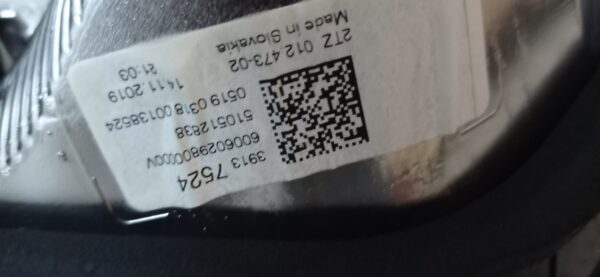 2TZ 012.473-02
Made in Slovakia
14.11.2019
21:03
0519 0318 00138524
510512838
6006029800000V
3913 7524